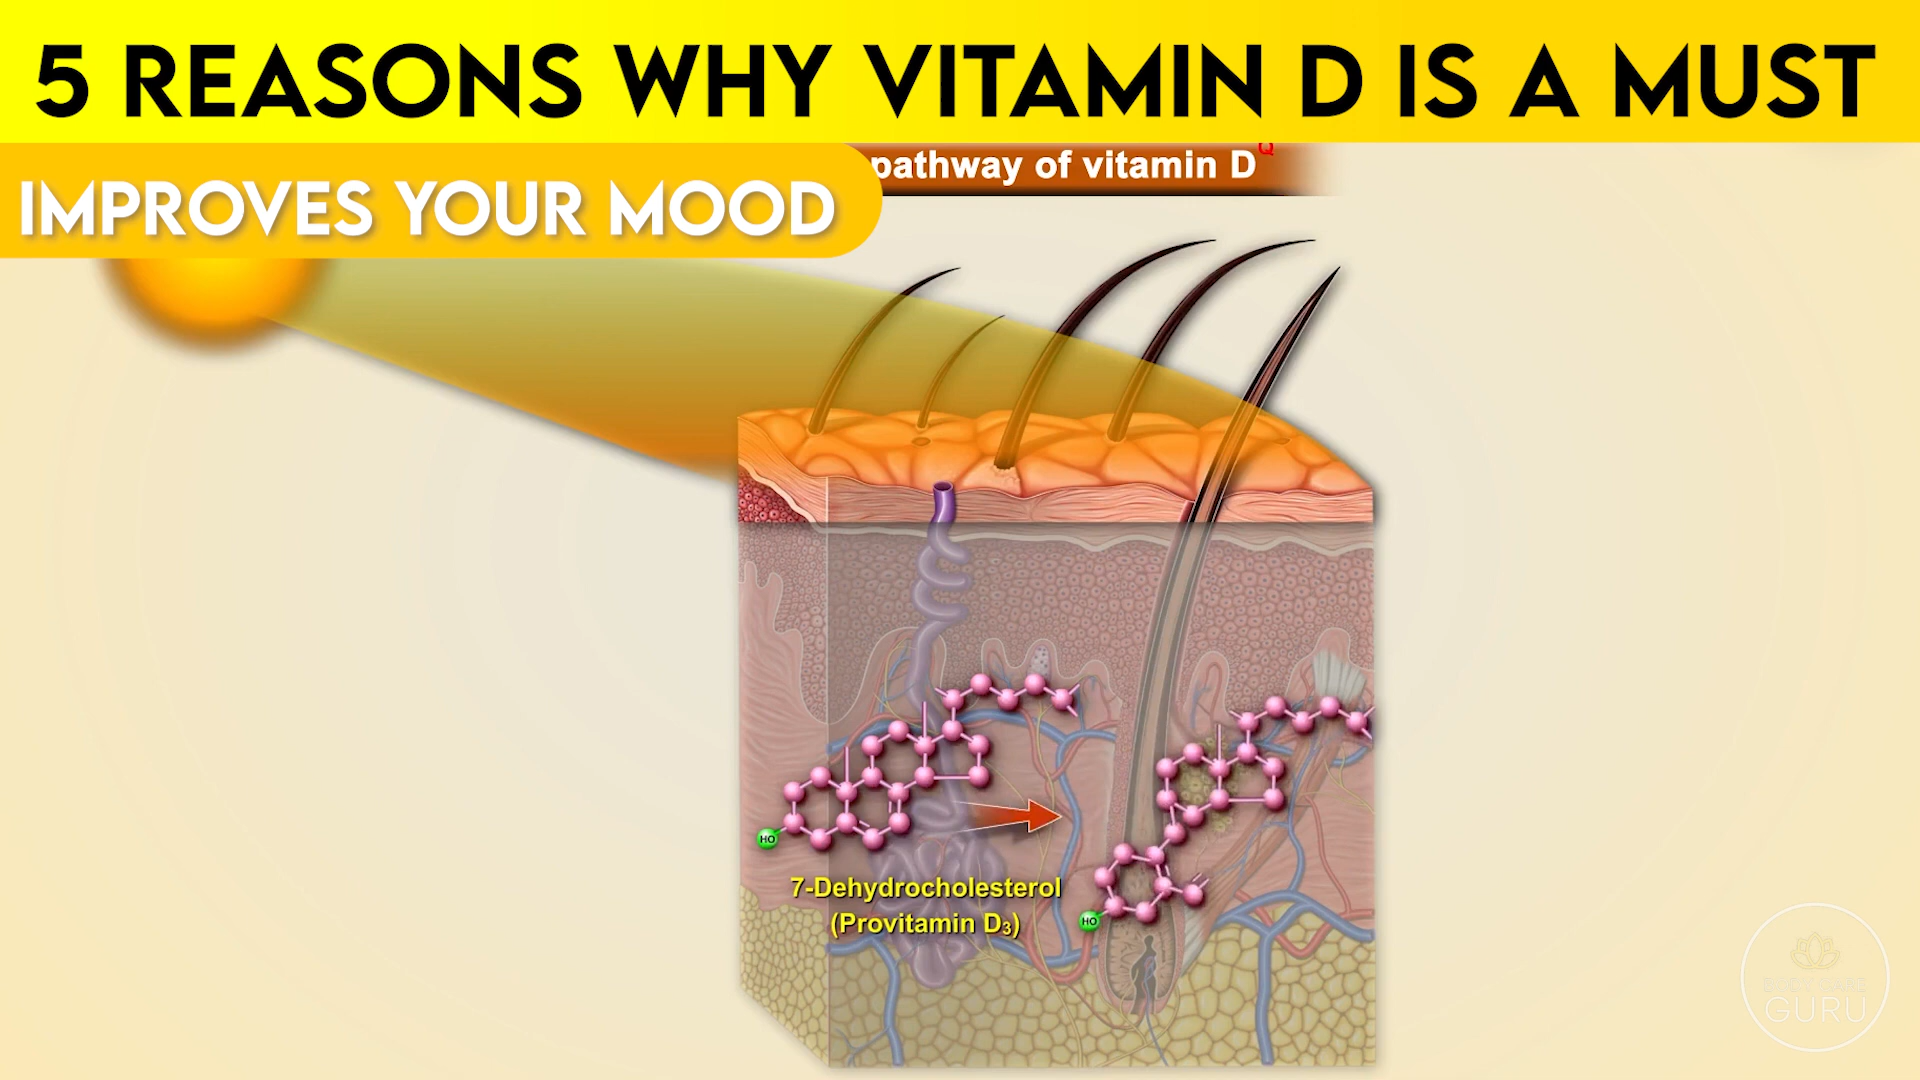 5 REASONS WHY VITAMIN D IS A MUST
pathway of vitamin D
IMPROVES YOUR MOOD
HO
7-Dehydrocholesterol
(Provitamin D₃)
HO
GURU